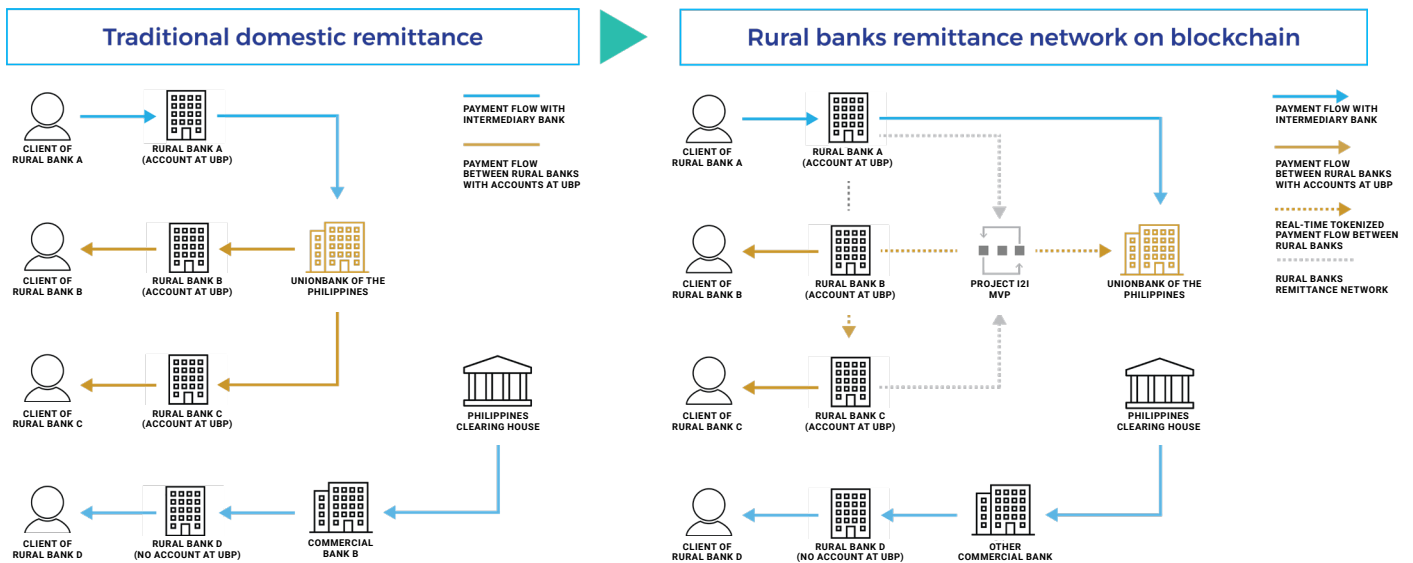 Traditional domestic remittance
CLIENT OF
RURAL BANK A
RURAL BANK A
(ACCOUNT AT UBP)
PAYMENT FLOW WITH
INTERMEDIARY BANK
PAYMENT FLOW
BETWEEN RURAL BANKS
WITH ACCOUNTS AT UBP
CLIENT OF
RURAL BANK B
RURAL BANK B
(ACCOUNT AT UBP)
UNIONBANK OF THE
PHILIPPINES
CLIENT OF
RURAL BANK C
RURAL BANK C
(ACCOUNT AT UBP)
PHILIPPINES
CLEARING HOUSE
CLIENT OF
RURAL BANK D
RURAL BANK D
(NO ACCOUNT AT UBP)
COMMERCIAL
BANK B
Rural banks remittance network on blockchain
CLIENT OF
RURAL BANK A
RURAL BANK A
(ACCOUNT AT UBP)
PAYMENT FLOW WITH
INTERMEDIARY BANK
PAYMENT FLOW
BETWEEN RURAL BANKS
WITH ACCOUNTS AT UBP
REAL-TIME TOKENIZED
PAYMENT FLOW BETWEEN
RURAL BANKS
RURAL BANKS
REMITTANCE NETWORK
CLIENT OF
RURAL BANK B
RURAL BANK B
(ACCOUNT AT UBP)
PROJECT I2I
MVP
UNIONBANK OF THE
PHILIPPINES
CLIENT OF
RURAL BANK C
RURAL BANK C
(ACCOUNT AT UBP)
PHILIPPINES
CLEARING HOUSE
CLIENT OF
RURAL BANK D
RURAL BANK D
(NO ACCOUNT AT UBP)
OTHER
COMMERCIAL BANK